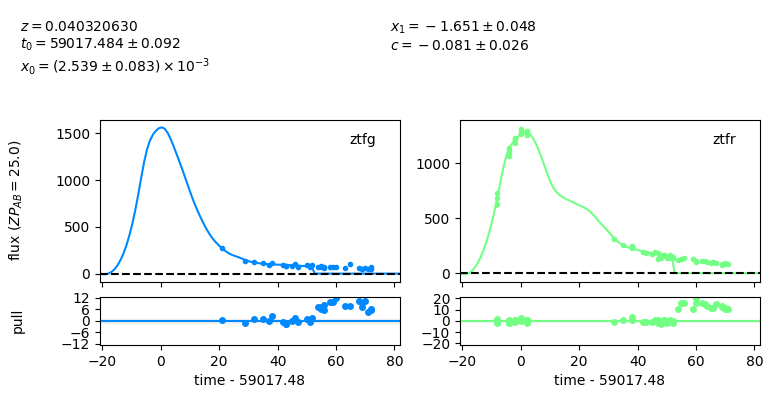 z = 0.040320630
t₀ = 59017.484 ± 0.092
x₀ = (2.539 ± 0.083) × 10⁻³
x₁ = −1.651 ± 0.048
c = −0.081 ± 0.026
ztfg
ztfr
flux (ZP_AB = 25.0)
1500
1000
500
0
1000
500
0
pull
12
6
0
−6
−12
20
10
0
−10
−20
−20 0 20 40 60 80
−20 0 20 40 60 80
time - 59017.48
time - 59017.48